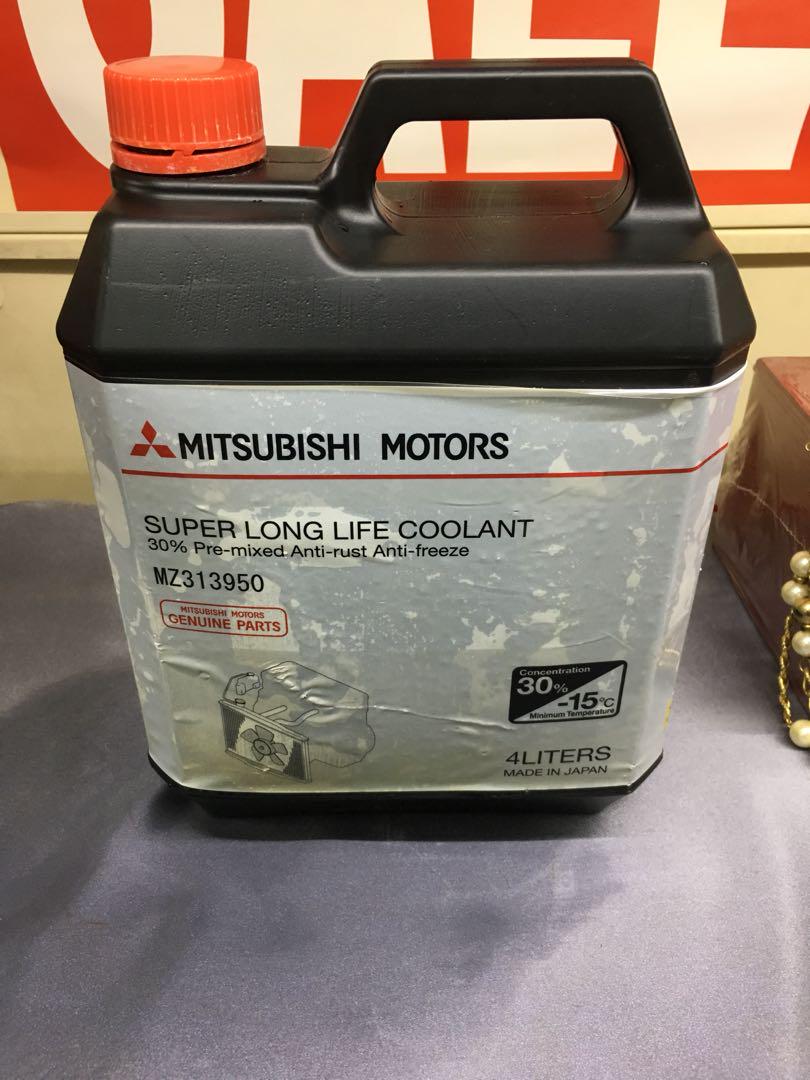 MITSUBISHI MOTORS
SUPER LONG LIFE COOLANT
30% Pre-mixed Anti-rust Anti-freeze
MZ313950
MITSUBISHI MOTORS
GENUINE PARTS
Concentration
30%
-15°C
Minimum Temperature
4LITERS
MADE IN JAPAN